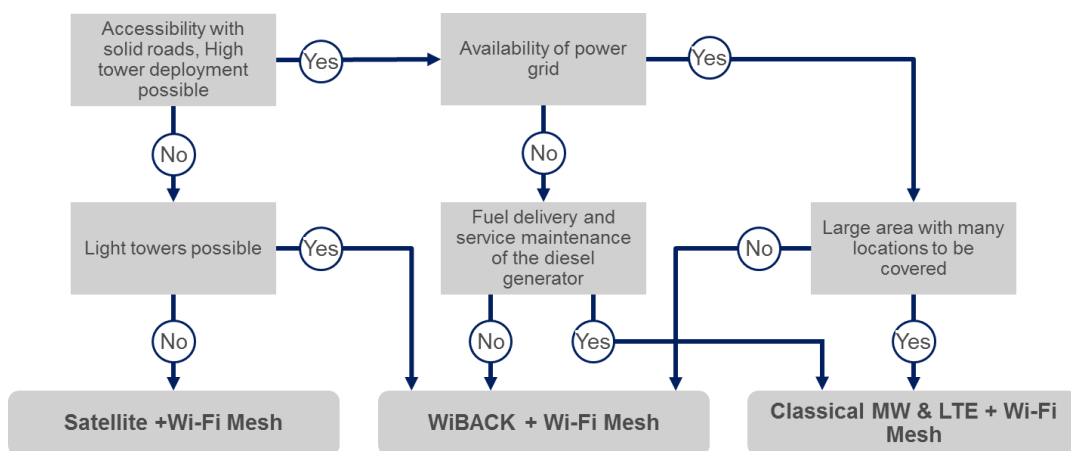 Accessibility with
solid roads, High
tower deployment
possible
Yes
Availability of power
grid
Yes
No
No
Light towers possible
Yes
Fuel delivery and
service maintenance
of the diesel
generator
No
Large area with many
locations to be
covered
No
No
Yes
Yes
Satellite +Wi-Fi Mesh
WiBACK + Wi-Fi Mesh
Classical MW & LTE + Wi-Fi
Mesh